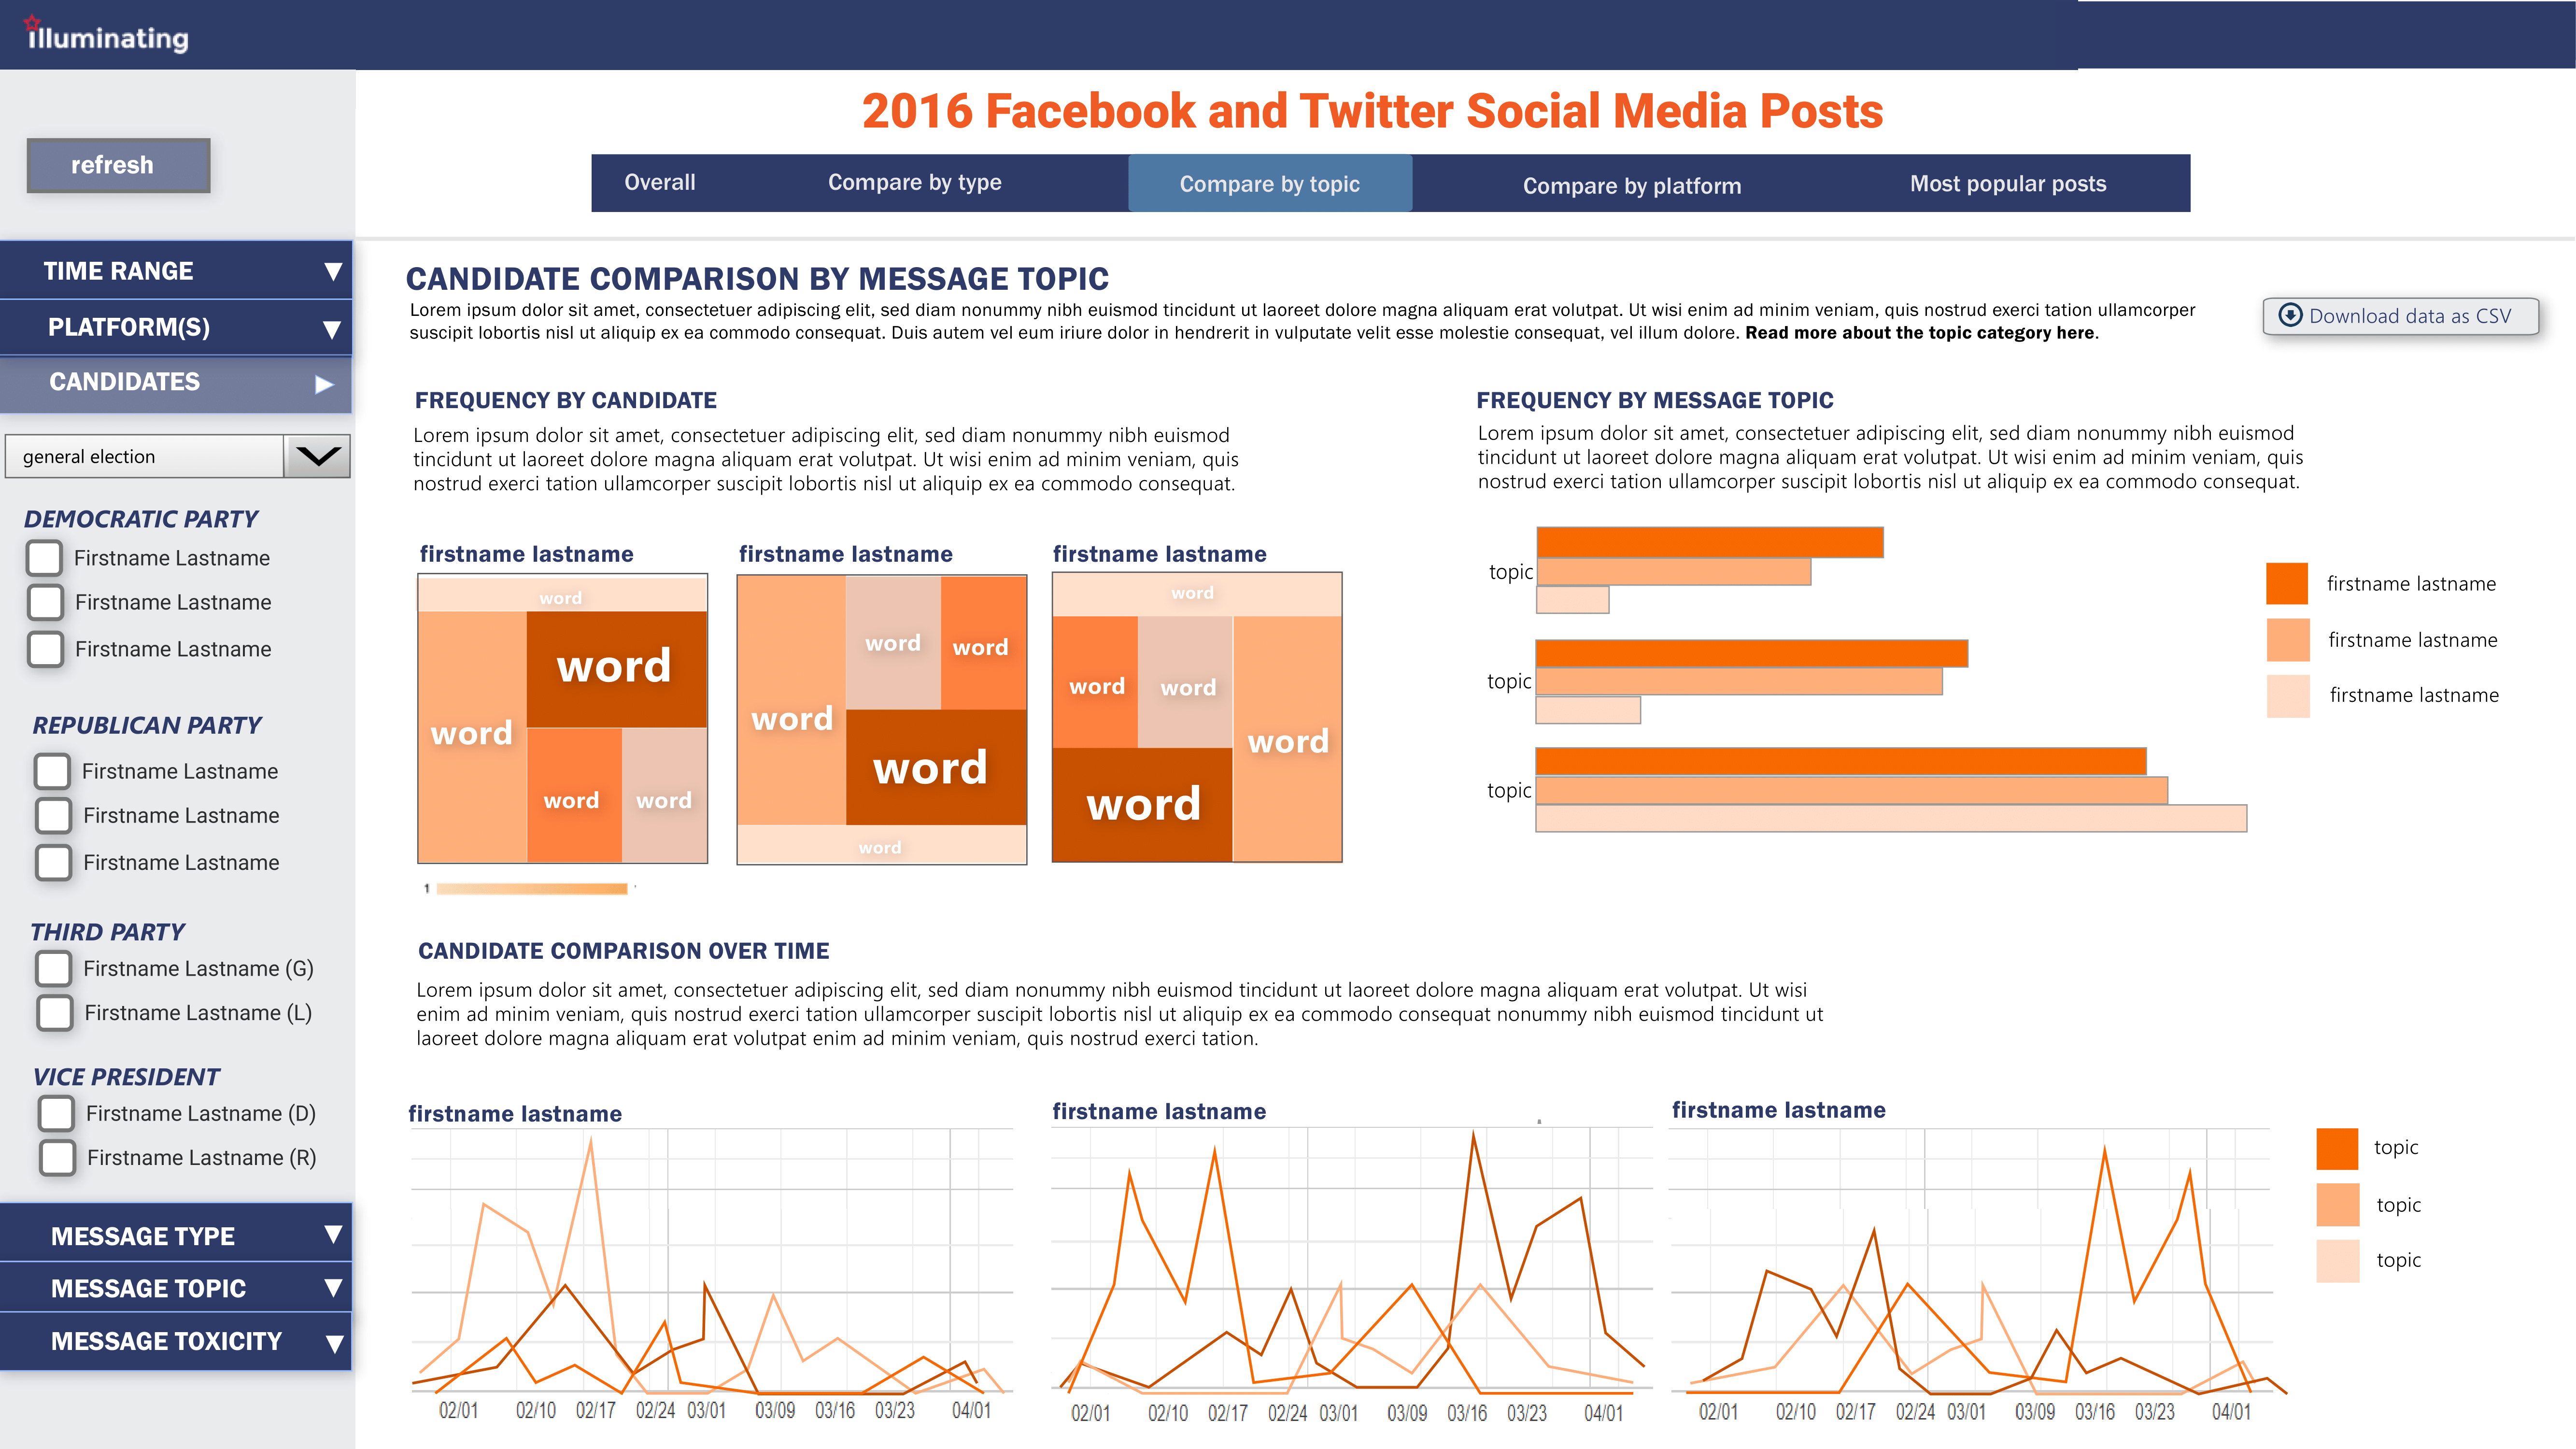 illuminating
2016 Facebook and Twitter Social Media Posts
refresh
Overall
Compare by type
Compare by topic
Compare by platform
Most popular posts
TIME RANGE
PLATFORM(S)
CANDIDATES
general election
DEMOCRATIC PARTY
Firstname Lastname
Firstname Lastname
Firstname Lastname
REPUBLICAN PARTY
Firstname Lastname
Firstname Lastname
Firstname Lastname
THIRD PARTY
Firstname Lastname (G)
Firstname Lastname (L)
VICE PRESIDENT
Firstname Lastname (D)
Firstname Lastname (R)
MESSAGE TYPE
MESSAGE TOPIC
MESSAGE TOXICITY
CANDIDATE COMPARISON BY MESSAGE TOPIC
Lorem ipsum dolor sit amet, consectetuer adipiscing elit, sed diam nonummy nibh euismod tincidunt ut laoreet dolore magna aliquam erat volutpat. Ut wisi enim ad minim veniam, quis nostrud exerci tation ullamcorper
suscipit lobortis nisl ut aliquip ex ea commodo consequat. Duis autem vel eum iriure dolor in hendrerit in vulputate velit esse molestie consequat, vel illum dolore. Read more about the topic category here.
Download data as CSV
FREQUENCY BY CANDIDATE
Lorem ipsum dolor sit amet, consectetuer adipiscing elit, sed diam nonummy nibh euismod
tincidunt ut laoreet dolore magna aliquam erat volutpat. Ut wisi enim ad minim veniam, quis
nostrud exerci tation ullamcorper suscipit lobortis nisl ut aliquip ex ea commodo consequat.
firstname lastname
word
word
word
word
word
firstname lastname
word
word
word
word
word
firstname lastname
word
word
word
word
word
1
FREQUENCY BY MESSAGE TOPIC
Lorem ipsum dolor sit amet, consectetuer adipiscing elit, sed diam nonummy nibh euismod
tincidunt ut laoreet dolore magna aliquam erat volutpat. Ut wisi enim ad minim veniam, quis
nostrud exerci tation ullamcorper suscipit lobortis nisl ut aliquip ex ea commodo consequat.
topic
topic
topic
firstname lastname
firstname lastname
firstname lastname
CANDIDATE COMPARISON OVER TIME
Lorem ipsum dolor sit amet, consectetuer adipiscing elit, sed diam nonummy nibh euismod tincidunt ut laoreet dolore magna aliquam erat volutpat. Ut wisi
enim ad minim veniam, quis nostrud exerci tation ullamcorper suscipit lobortis nisl ut aliquip ex ea commodo consequat nonummy nibh euismod tincidunt ut
laoreet dolore magna aliquam erat volutpat enim ad minim veniam, quis nostrud exerci tation.
firstname lastname
02/01 02/10 02/17 02/24 03/01 03/09 03/16 03/23 04/01
firstname lastname
02/01 02/10 02/17 02/24 03/01 03/09 03/16 03/23 04/01
firstname lastname
02/01 02/10 02/17 02/24 03/01 03/09 03/16 03/23 04/01
topic
topic
topic